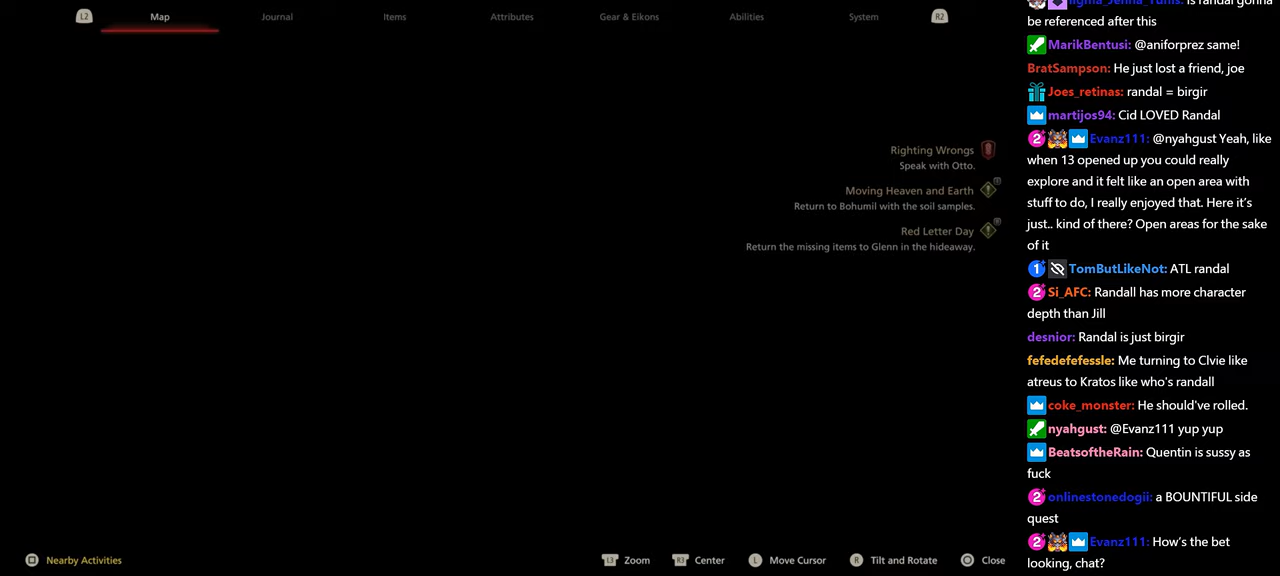 L2 Map Journal Items Attributes Gear & Eikons Abilities System R2
Righting Wrongs
Speak with Otto.
Moving Heaven and Earth
Return to Bohumil with the soil samples.
Red Letter Day
Return the missing items to Glenn in the hideaway.
Nearby Activities L3 Zoom R3 Center L Move Cursor R Tilt and Rotate Close
be referenced after this
MarikBentusi: @aniforprez same!
BratSampson: He just lost a friend, joe
Joes_retinas: randal = birgir
martijos94: Cid LOVED Randal
2 Evanz111: @nyahgust Yeah, like
when 13 opened up you could really
explore and it felt like an open area with
stuff to do, I really enjoyed that. Here it's
just.. kind of there? Open areas for the sake
of it
1 TomButLikeNot: ATL randal
2 Si_AFC: Randall has more character
depth than Jill
desnior: Randal is just birgir
fefedefefessle: Me turning to Clvie like
atreus to Kratos like who's randall
coke_monster: He should've rolled.
nyahgust: @Evanz111 yup yup
BeatsoftheRain: Quentin is sussy as
fuck
2 onlinestonedogii: a BOUNTIFUL side
quest
2 Evanz111: How's the bet
looking, chat?